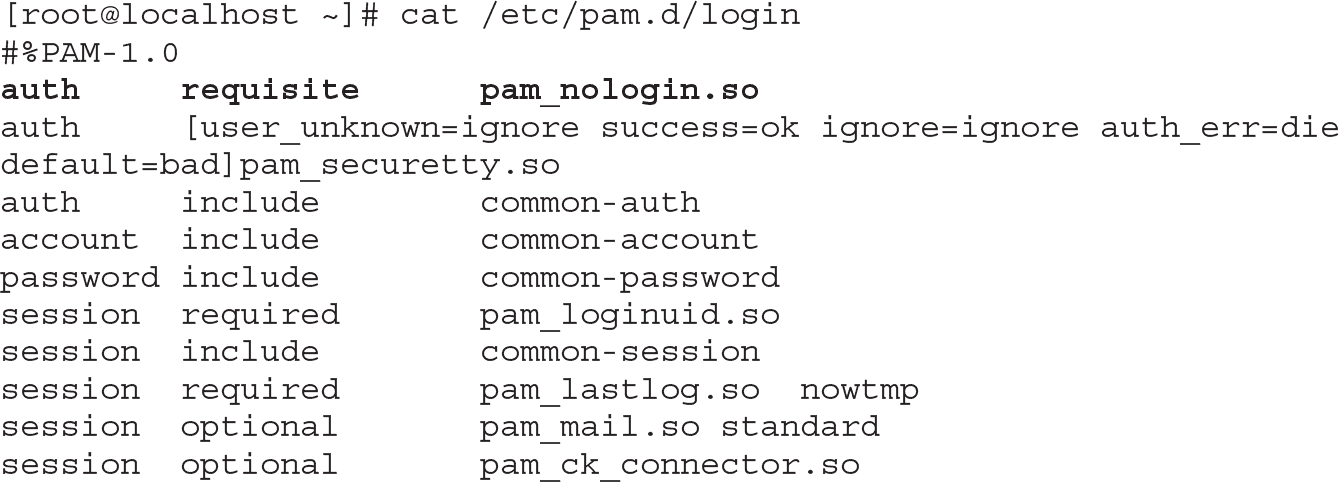 [root@localhost ~]# cat /etc/pam.d/login
#%PAM-1.0
auth     requisite      pam_nologin.so
auth     [user_unknown=ignore success=ok ignore=ignore auth_err=die
default=bad]pam_securetty.so
auth     include        common-auth
account  include        common-account
password include        common-password
session  required       pam_loginuid.so
session  include        common-session
session  required       pam_lastlog.so  nowtmp
session  optional       pam_mail.so standard
session  optional       pam_ck_connector.so